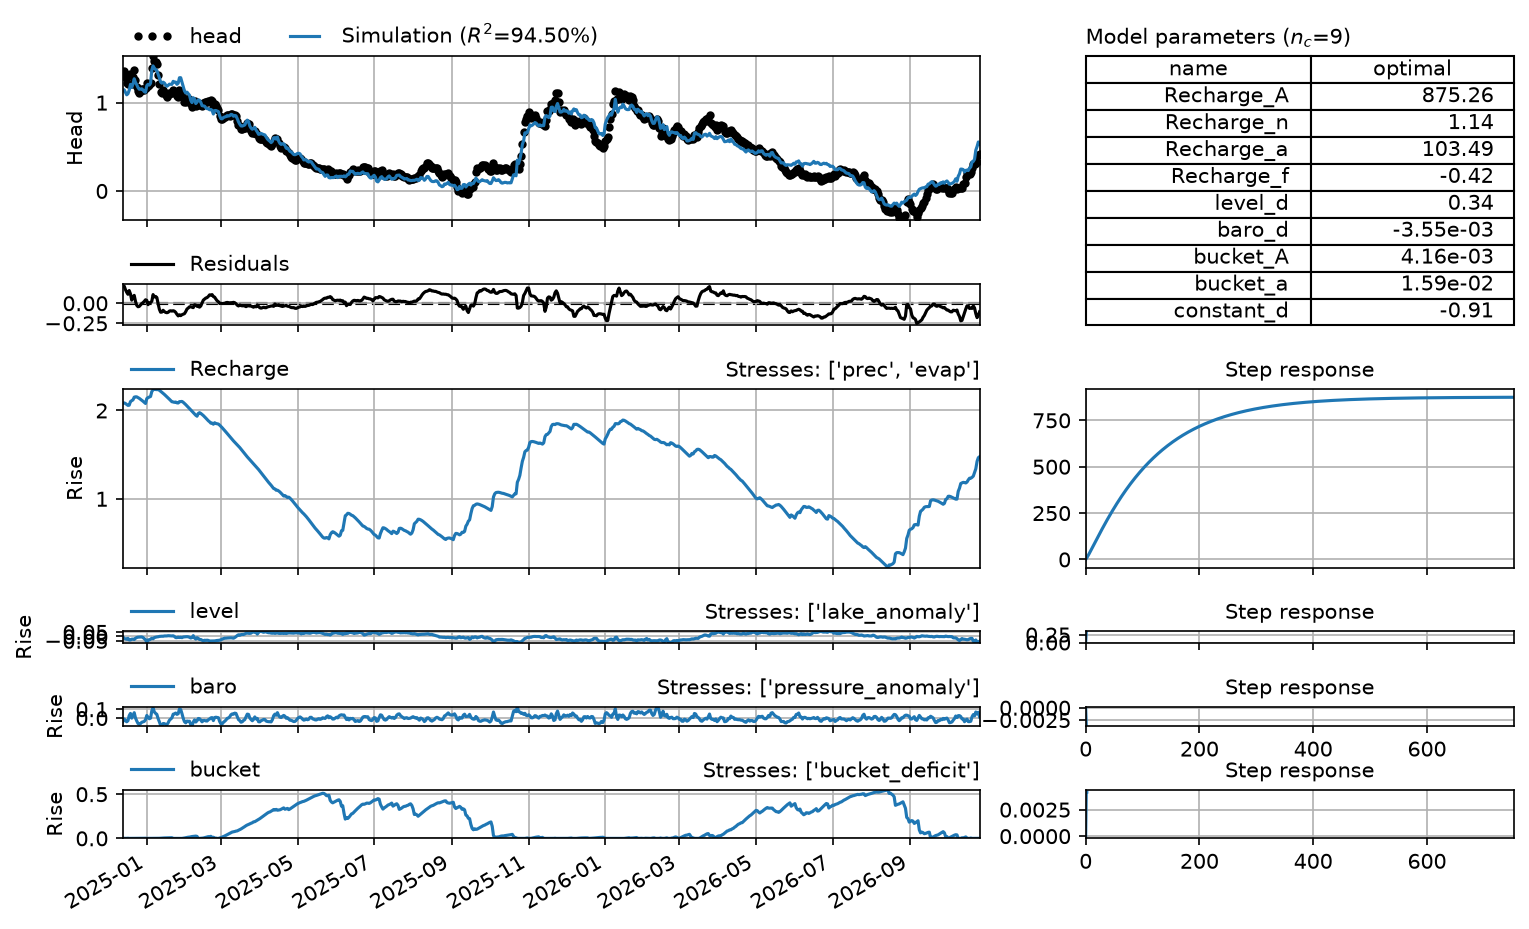 head
Simulation (R²=94.50%)
Model parameters (n_c=9)
name optimal
Recharge_A 875.26
Recharge_n 1.14
Recharge_a 103.49
Recharge_f -0.42
level_d 0.34
baro_d -3.55e-03
bucket_A 4.16e-03
bucket_a 1.59e-02
constant_d -0.91
Head
1
0
Residuals
0.00
−0.25
Recharge
Stresses: ['prec', 'evap']
Rise
2
1
Step response
750
500
250
0
level
Stresses: ['lake_anomaly']
Rise
0.05
0.00
−0.05
Step response
0.25
0.00
baro
Stresses: ['pressure_anomaly']
Rise
0.1
0.0
Step response
0.0000
−0.0025
0 200 400 600
bucket
Stresses: ['bucket_deficit']
Rise
0.5
0.0
Step response
0.0025
0.0000
0 200 400 600
2025-01 2025-03 2025-05 2025-07 2025-09 2025-11 2026-01 2026-03 2026-05 2026-07 2026-09